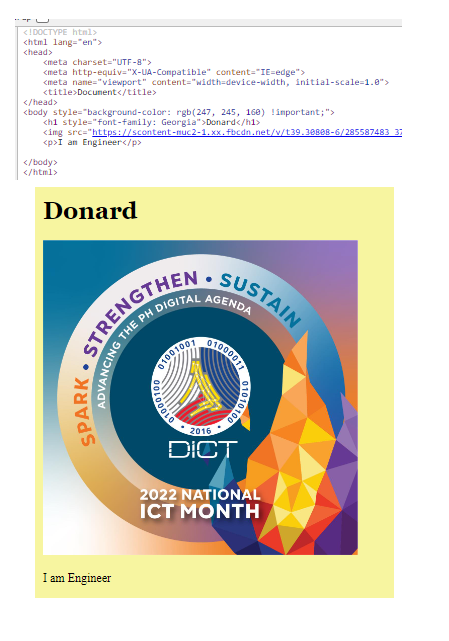 <!DOCTYPE html>
<html lang="en">
<head>
<meta charset="UTF-8">
<meta http-equiv="X-UA-Compatible" content="IE=edge">
<meta name="viewport" content="width=device-width, initial-scale=1.0">
<title>Document</title>
</head>
<body style="background-color: rgb(247, 245, 160) !important;">
<h1 style="font-family: Georgia">Donard</h1>
<img src="https://scontent-muc2-1.xx.fbcdn.net/v/t39.30808-6/285587483_37
<p>I am Engineer</p>
</body>
</html>
Donard
SPARK • STRENGTHEN • SUSTAIN
ADVANCING THE PH DIGITAL AGENDA
01001001 01000011
01000100 01010100
• 2016 •
DICT
2022 NATIONAL
ICT MONTH
I am Engineer